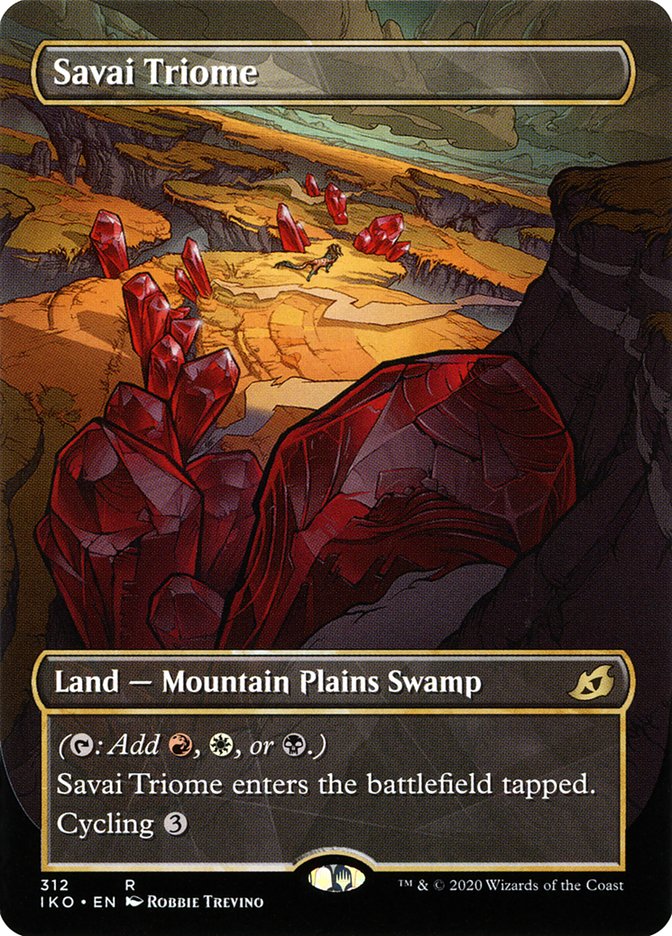 Savai Triome
Land — Mountain Plains Swamp
(: Add , , or .)
Savai Triome enters the battlefield tapped.
Cycling 3
312 R
IKO • EN Robbie Trevino
™ & © 2020 Wizards of the Coast